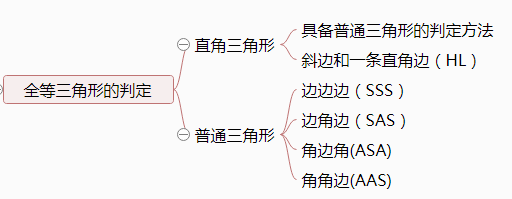 全等三角形的判定
直角三角形
具备普通三角形的判定方法
斜边和一条直角边（HL）
普通三角形
边边边（SSS）
边角边（SAS）
角边角(ASA)
角角边(AAS)